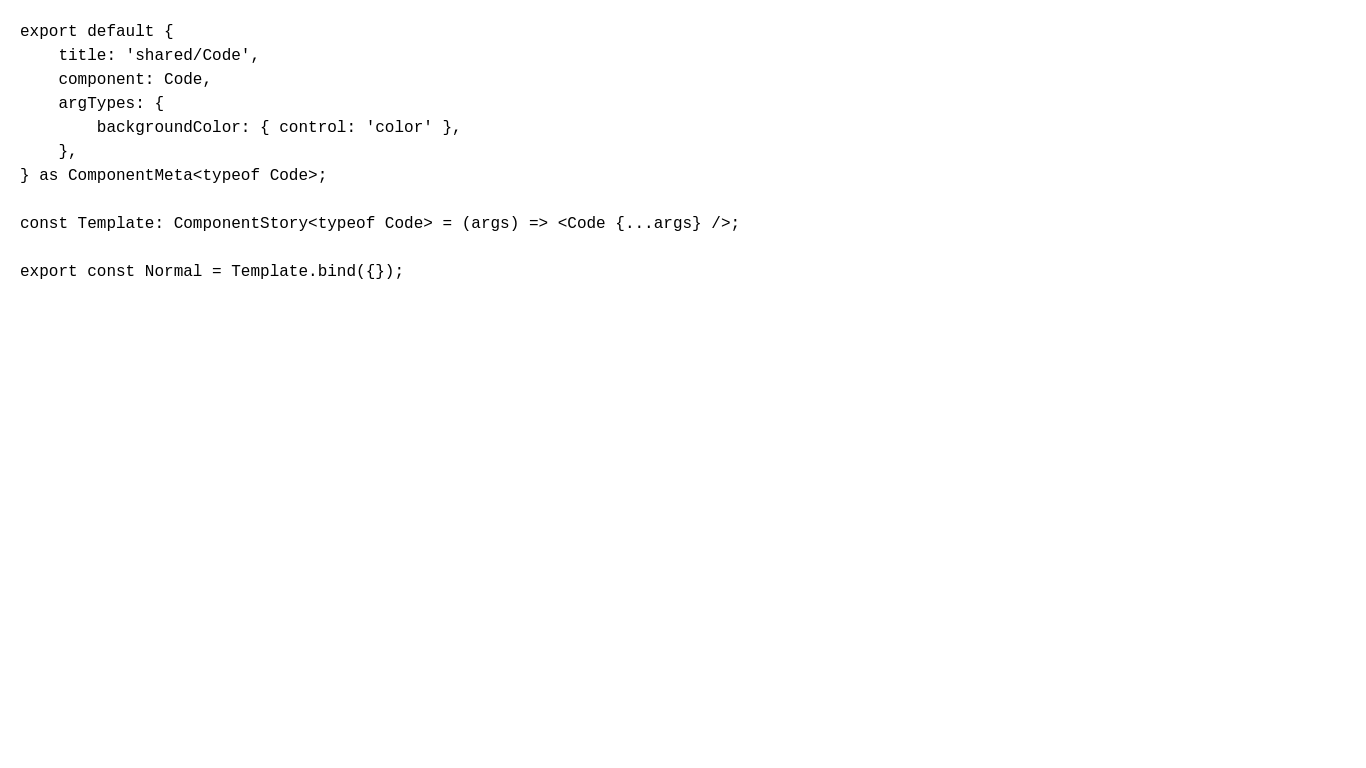 export default {
    title: 'shared/Code',
    component: Code,
    argTypes: {
        backgroundColor: { control: 'color' },
    },
} as ComponentMeta<typeof Code>;

const Template: ComponentStory<typeof Code> = (args) => <Code {...args} />;

export const Normal = Template.bind({});